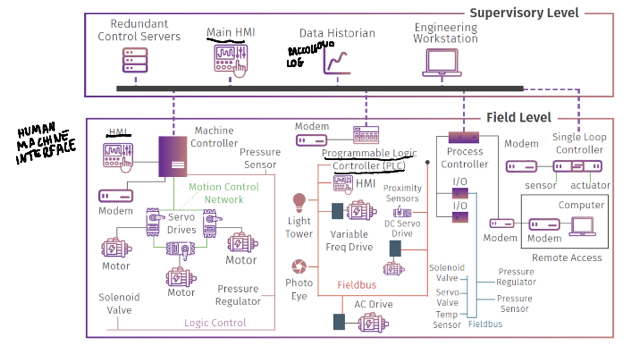 Supervisory Level
Redundant
Control Servers
Main HMI
Data Historian
Engineering
Workstation
LOG
Field Level
HUMAN
MACHINE
INTERFACE
HMI
Machine
Controller
Pressure
Sensor
Modem
Motion Control
Network
Servo
Drives
Motor
Motor
Motor
Solenoid
Valve
Pressure
Regulator
Logic Control
Modem
Programmable Logic
Controller (PLC)
HMI
Light
Tower
Variable
Freq Drive
Proximity
Sensors
DC Servo
Drive
Photo
Eye
Fieldbus
AC Drive
Process
Controller
I/O
I/O
Modem
Single Loop
Controller
sensor
actuator
Computer
Modem
Modem
Remote Access
Solenoid
Valve
Servo
Valve
Temp
Sensor
Pressure
Regulator
Pressure
Sensor
Fieldbus